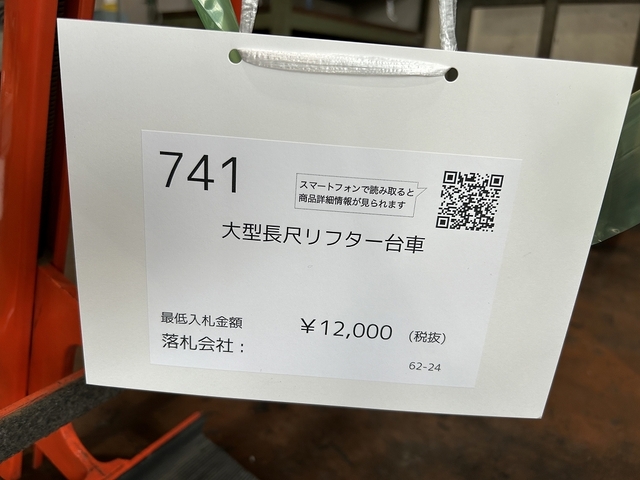 741
スマートフォンで読み取ると
商品詳細情報が見られます
大型長尺リフター台車
最低入札金額 ￥12,000 (税抜)
落札会社：
62-24